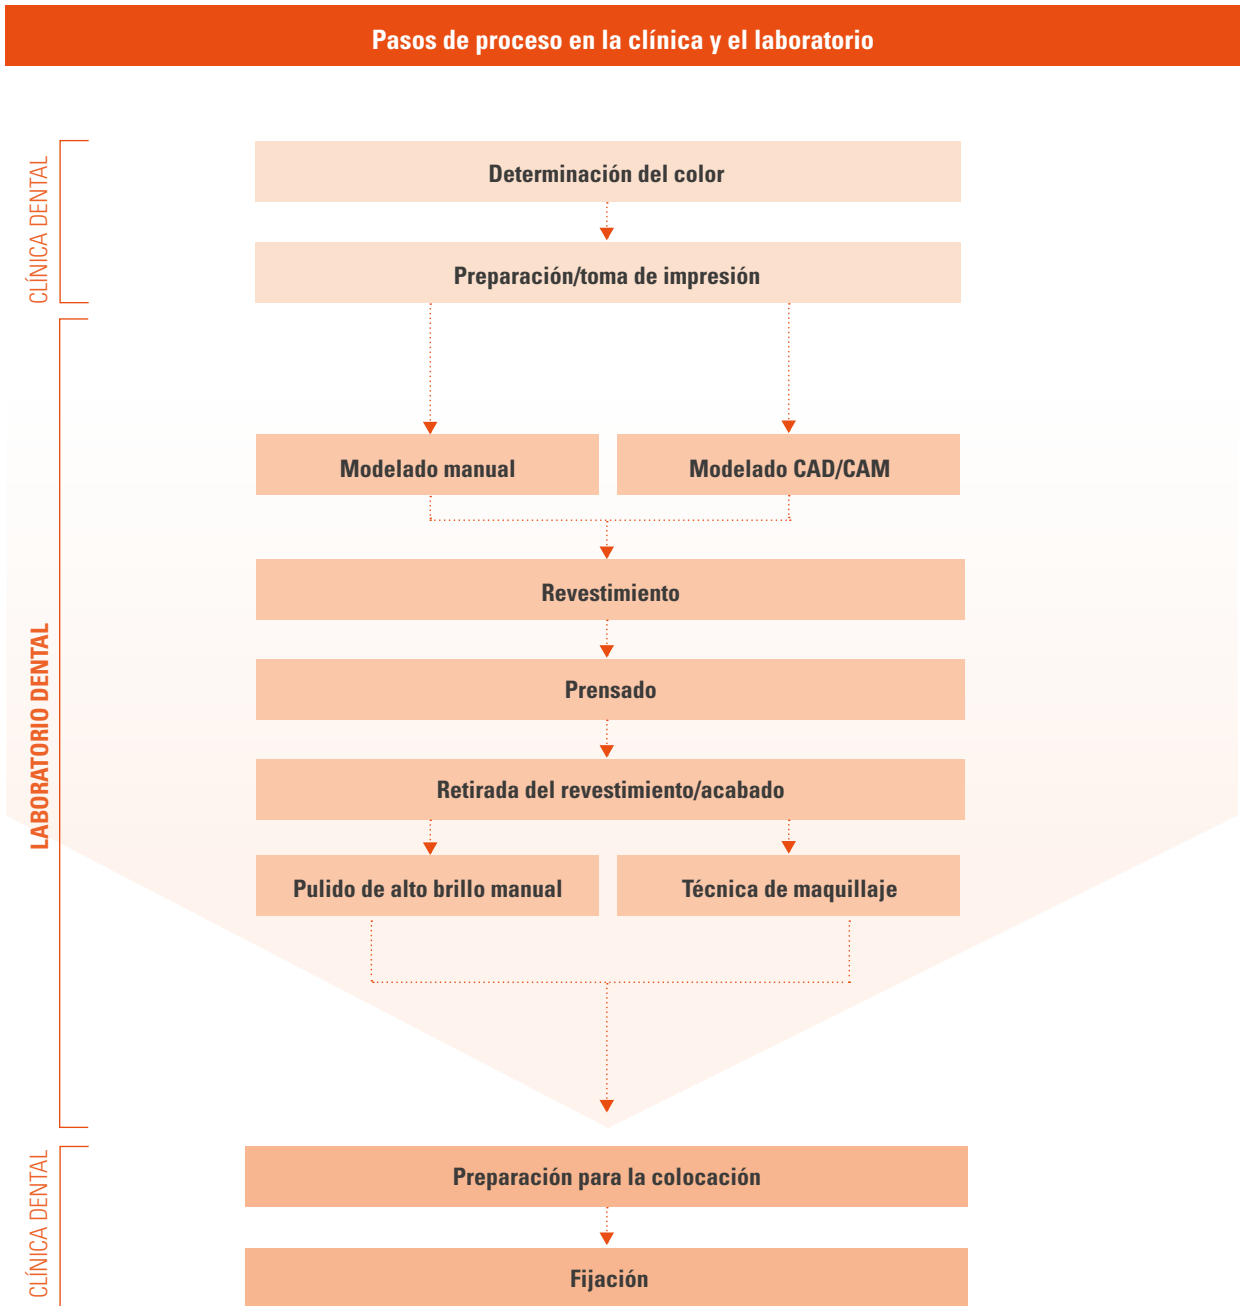 Pasos de proceso en la clínica y el laboratorio
CLÍNICA DENTAL
Determinación del color
Preparación/toma de impresión
LABORATORIO DENTAL
Modelado manual
Modelado CAD/CAM
Revestimiento
Prensado
Retirada del revestimiento/acabado
Pulido de alto brillo manual
Técnica de maquillaje
CLÍNICA DENTAL
Preparación para la colocación
Fijación